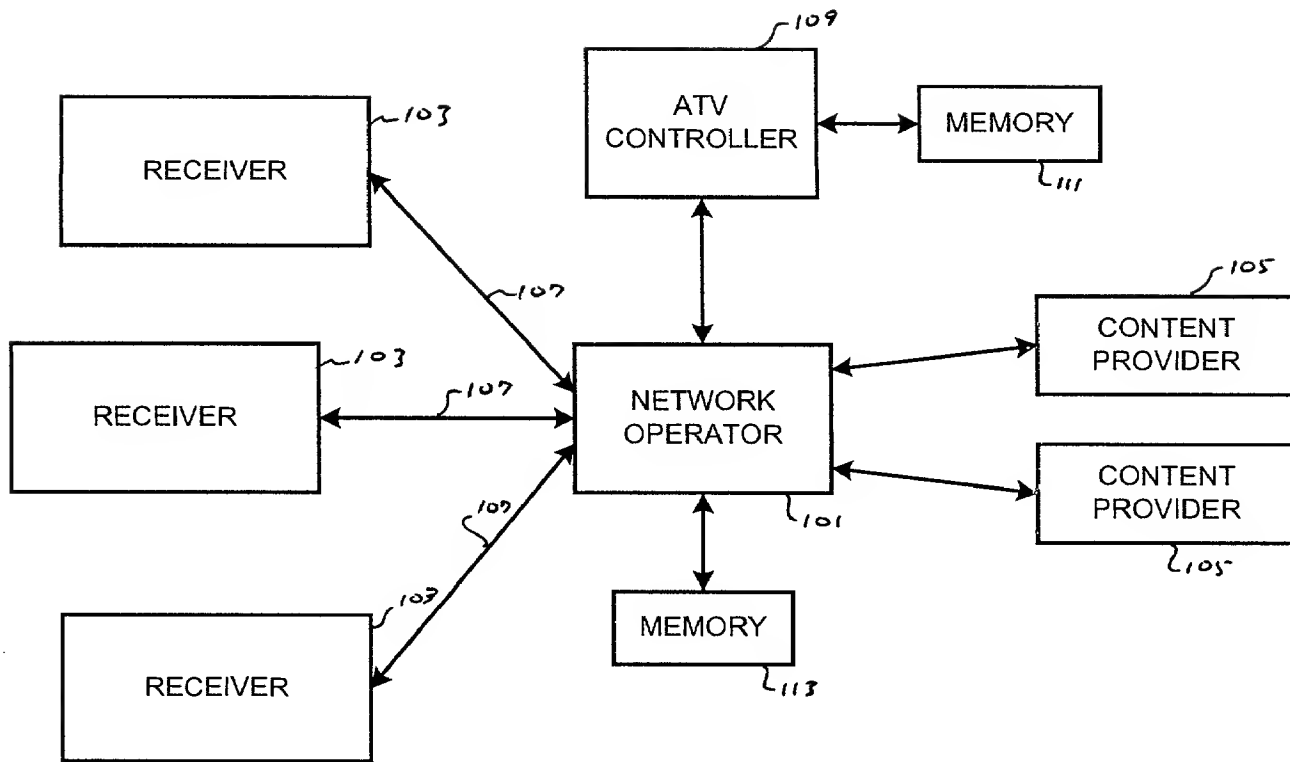 109
103
ATV
CONTROLLER
MEMORY
111
RECEIVER
107
105
CONTENT
PROVIDER
103
RECEIVER
107
NETWORK
OPERATOR
101
CONTENT
PROVIDER
105
107
103
RECEIVER
MEMORY
113